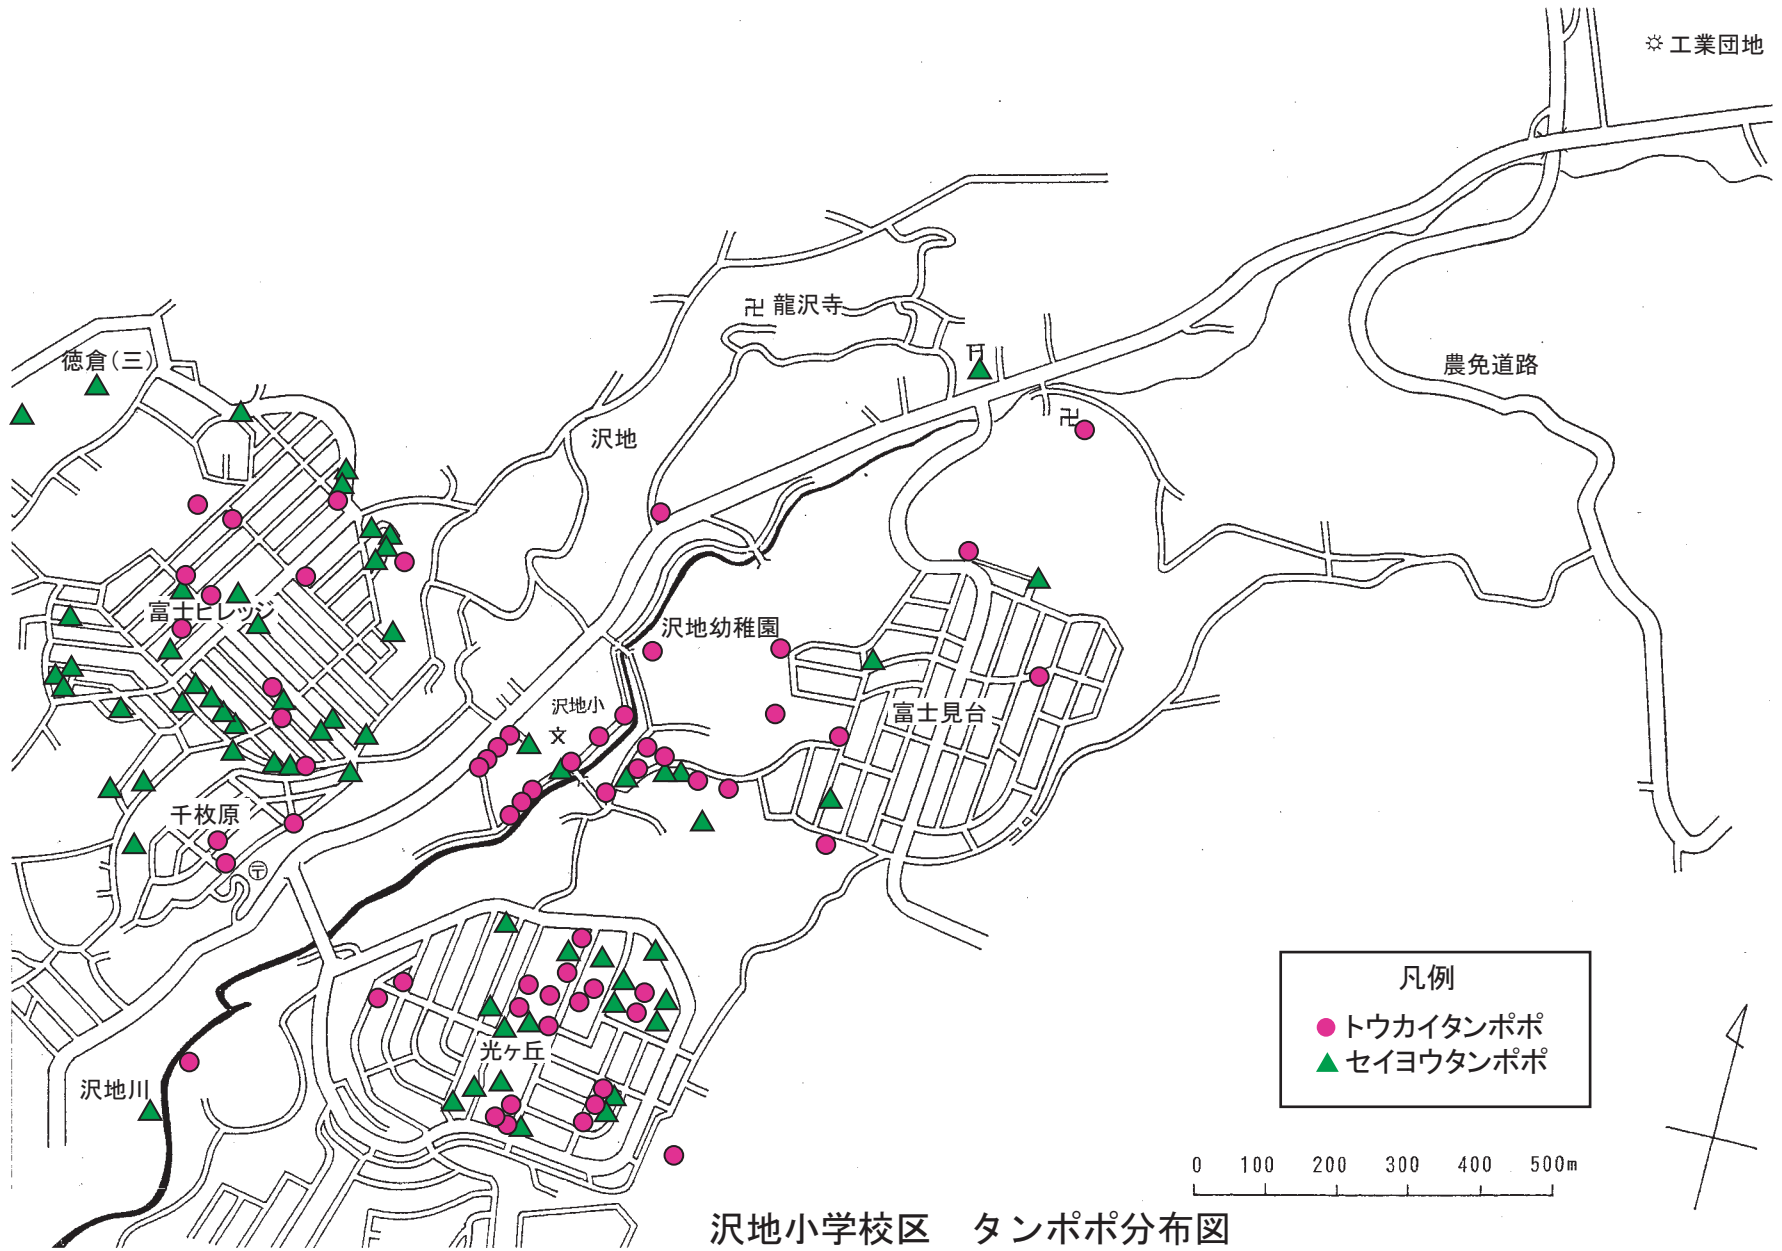 工業団地
龍沢寺
徳倉(三)
農免道路
沢地
富士ビレッジ
沢地幼稚園
沢地小
文
富士見台
千枚原
光ヶ丘
沢地川
凡例
トウカイタンポポ
セイヨウタンポポ
0 100 200 300 400 500m
沢地小学校区 タンポポ分布図